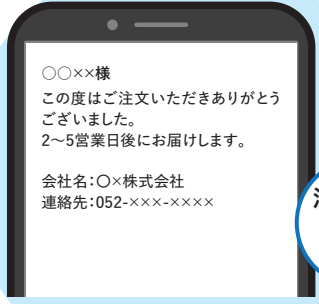 ○○××様
この度はご注文いただきありがとう
ございました。
2〜5営業日後にお届けします。
会社名：○×株式会社
連絡先：052-×××-××××